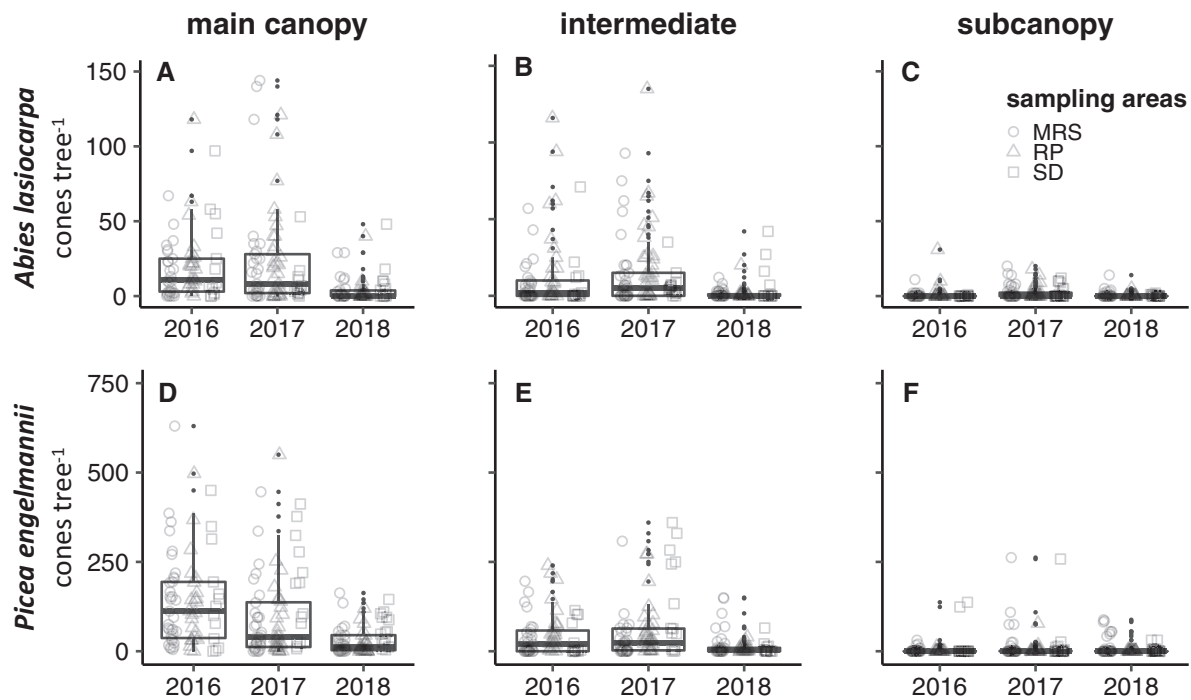 main canopy intermediate subcanopy
A B C
sampling areas
MRS
RP
SD
Abies lasiocarpa
cones tree⁻¹
150
100
50
0
2016 2017 2018 2016 2017 2018 2016 2017 2018
D E F
Picea engelmannii
cones tree⁻¹
750
500
250
0
2016 2017 2018 2016 2017 2018 2016 2017 2018